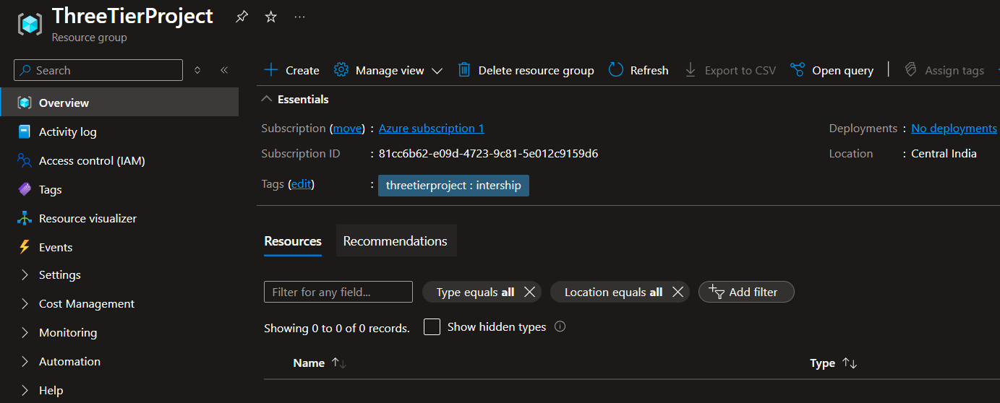 ThreeTierProject
Resource group
Search
Create
Manage view
Delete resource group
Refresh
Export to CSV
Open query
Assign tags
Overview
Activity log
Access control (IAM)
Tags
Resource visualizer
Events
Settings
Cost Management
Monitoring
Automation
Help
Essentials
Subscription (move) : Azure subscription 1
Deployments : No deployments
Subscription ID : 81cc6b62-e09d-4723-9c81-5e012c9159d6
Location : Central India
Tags (edit) : threetierproject : intership
Resources
Recommendations
Filter for any field...
Type equals all
Location equals all
Add filter
Showing 0 to 0 of 0 records.
Show hidden types
Name
Type